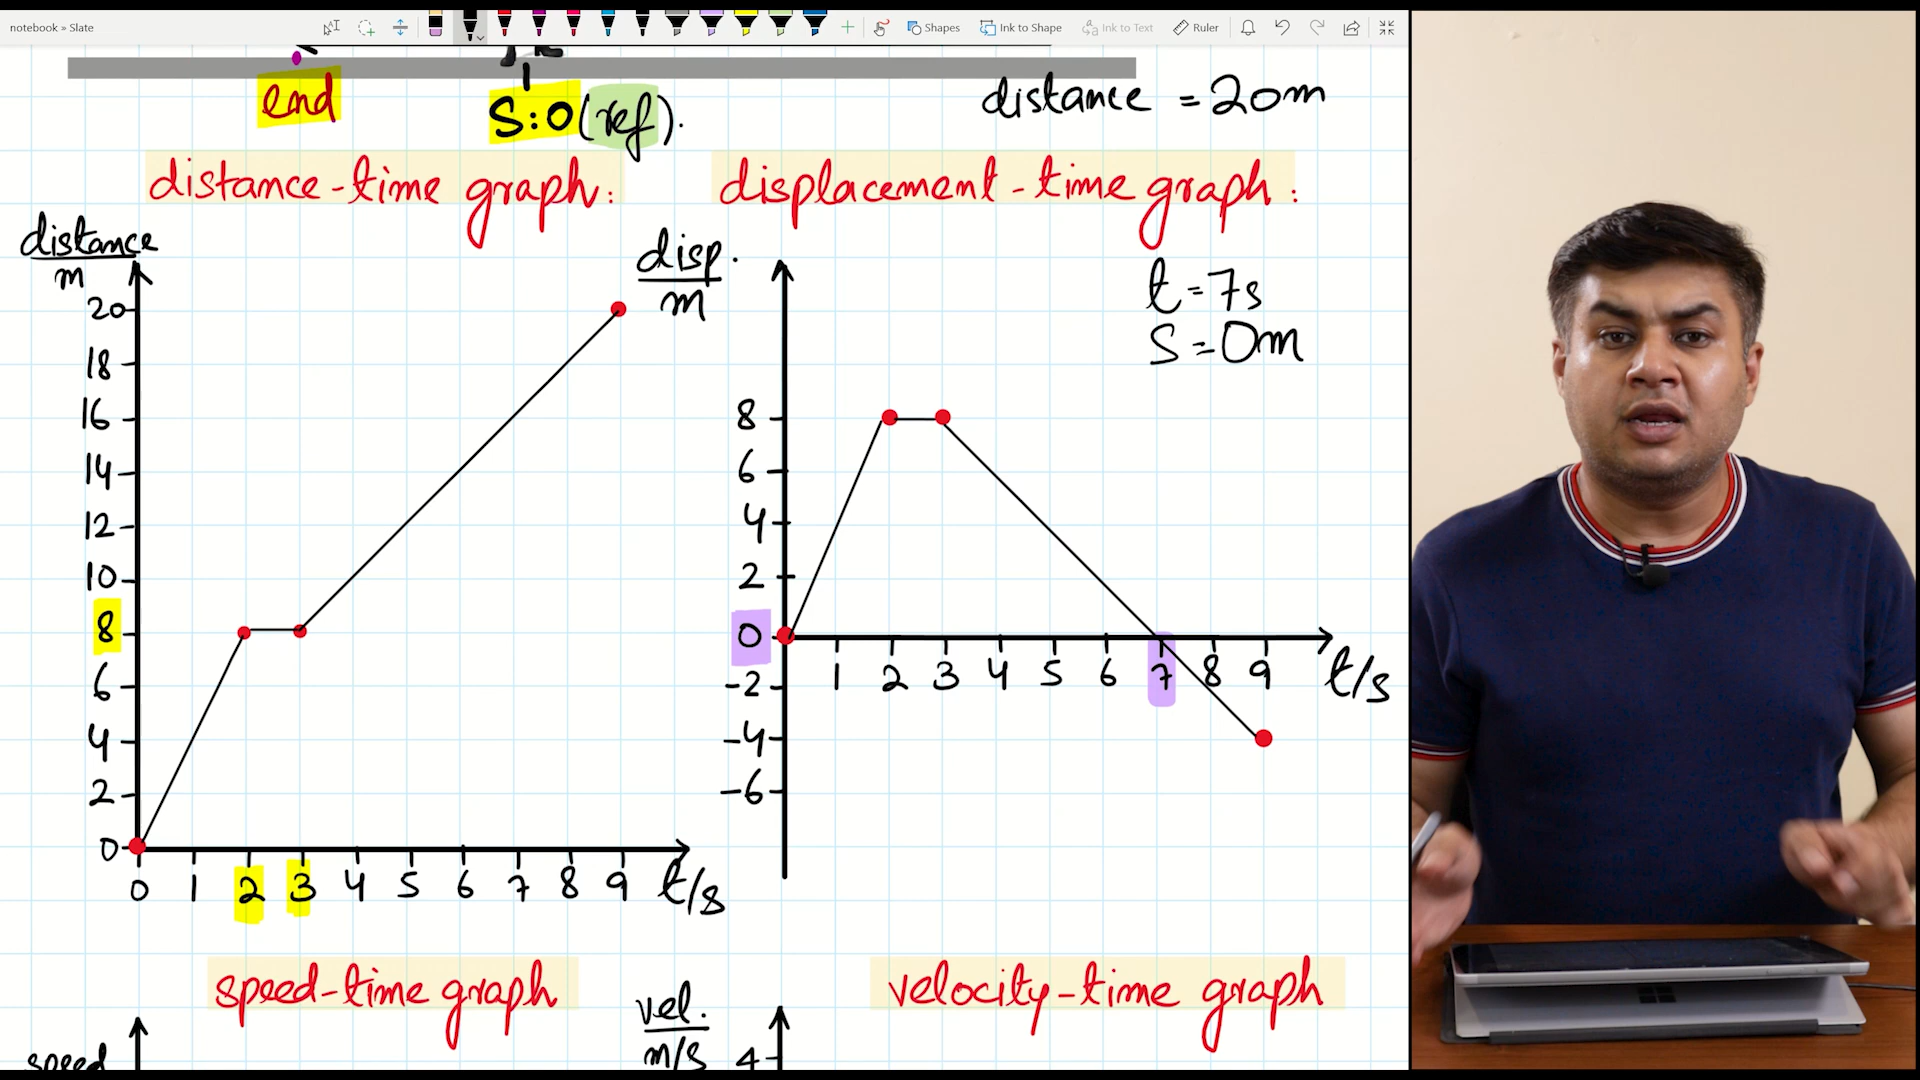 notebook » Slate
Shapes
Ink to Shape
Ink to Text
Ruler
end
S:0 (ref).
distance = 20m
distance-time graph:
displacement-time graph:
distance
m
20
18
16
14
12
10
8
6
4
2
0
0 1 2 3 4 5 6 7 8 9 t/s
disp.
m
t=7s
S=0m
8
6
4
2
0
-2
-4
-6
1 2 3 4 5 6 7 8 9 t/s
speed-time graph
velocity-time graph
speed
vel.
m/s
4